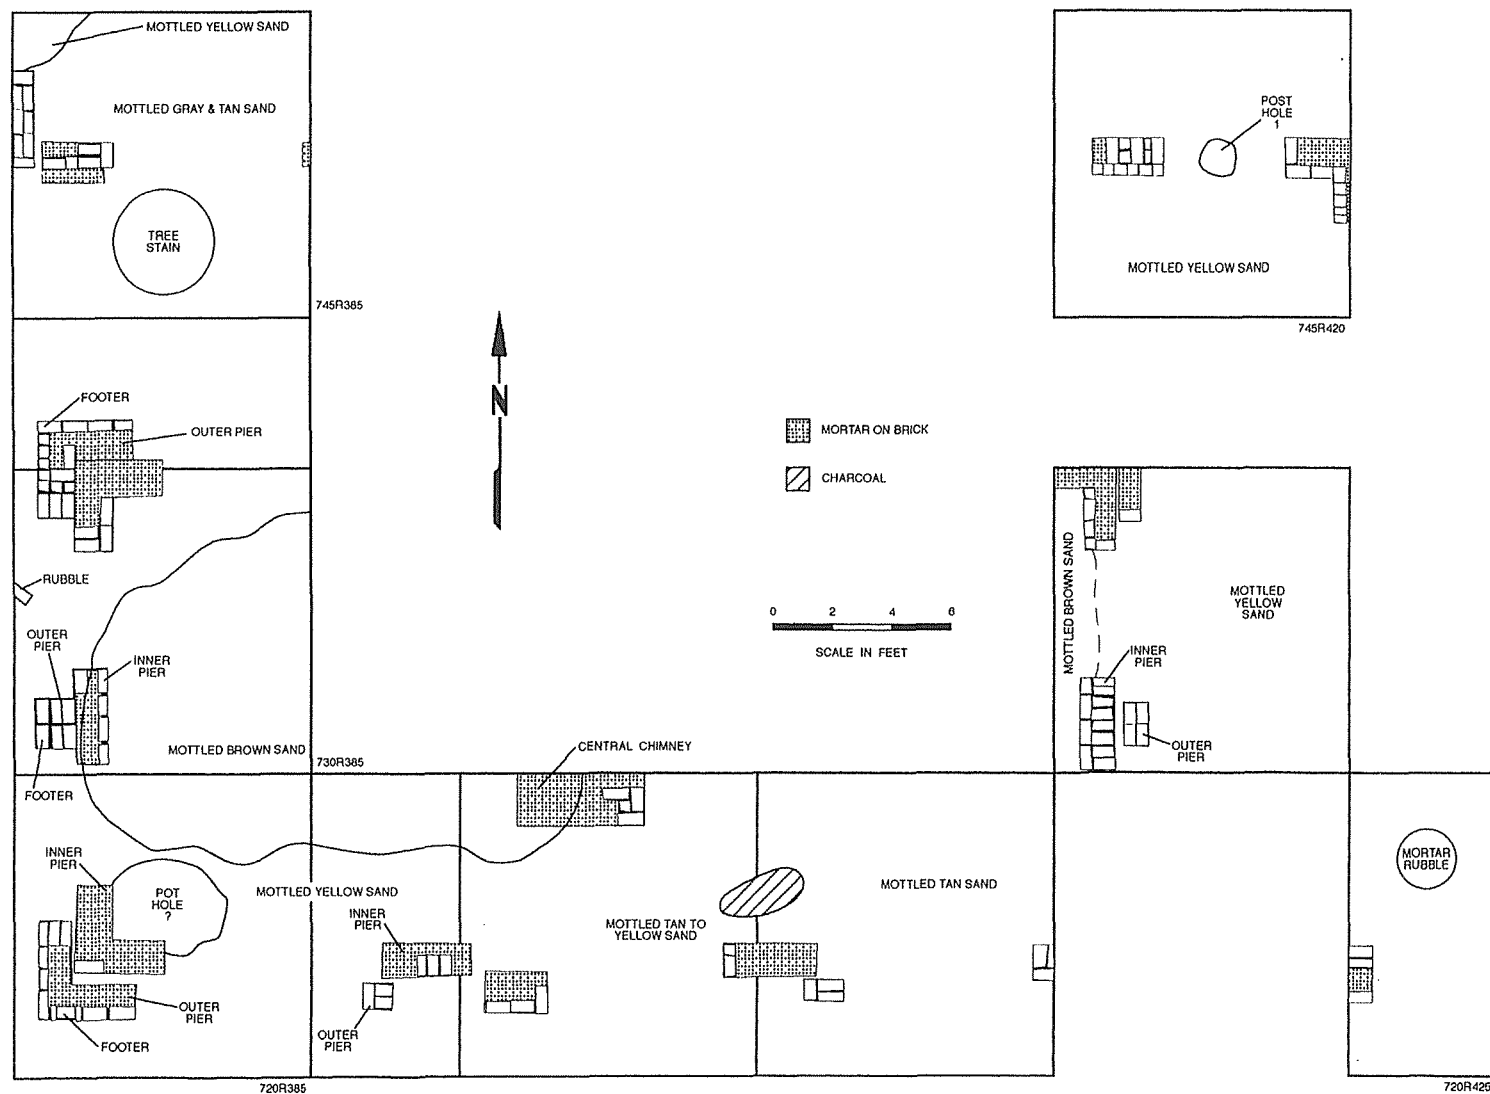 MOTTLED YELLOW SAND
MOTTLED GRAY & TAN SAND
TREE
STAIN
745R385
POST
HOLE
1
MOTTLED YELLOW SAND
745R420
FOOTER
OUTER PIER
N
MORTAR ON BRICK
CHARCOAL
RUBBLE
OUTER
PIER
INNER
PIER
MOTTLED BROWN SAND
FOOTER
730R385
0 2 4 6
SCALE IN FEET
MOTTLED BROWN SAND
MOTTLED
YELLOW
SAND
INNER
PIER
OUTER
PIER
CENTRAL CHIMNEY
INNER
PIER
POT
HOLE
?
MOTTLED YELLOW SAND
INNER
PIER
MOTTLED TAN TO
YELLOW SAND
MOTTLED TAN SAND
MORTAR
RUBBLE
OUTER
PIER
FOOTER
OUTER
PIER
720R385
720R425